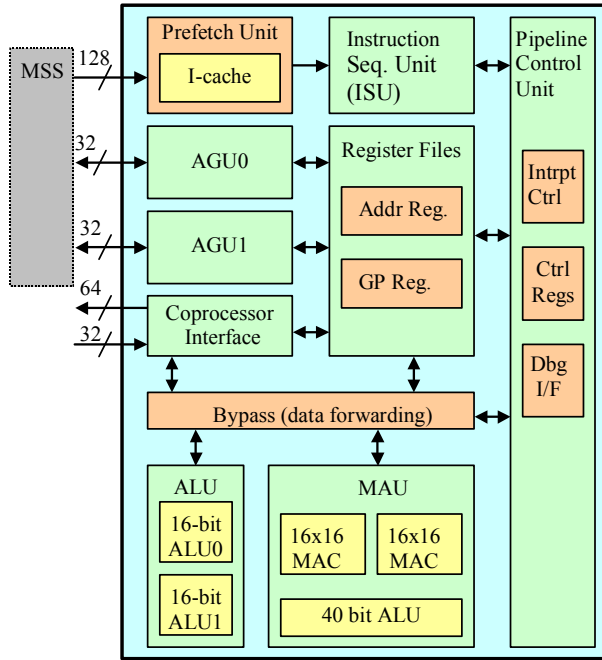 MSS
128
32
32
64
32
Prefetch Unit
I-cache
Instruction
Seq. Unit
(ISU)
Pipeline
Control
Unit
AGU0
AGU1
Coprocessor
Interface
Register Files
Addr Reg.
GP Reg.
Intrpt
Ctrl
Ctrl
Regs
Dbg
I/F
Bypass (data forwarding)
ALU
16-bit
ALU0
16-bit
ALU1
MAU
16x16
MAC
16x16
MAC
40 bit ALU